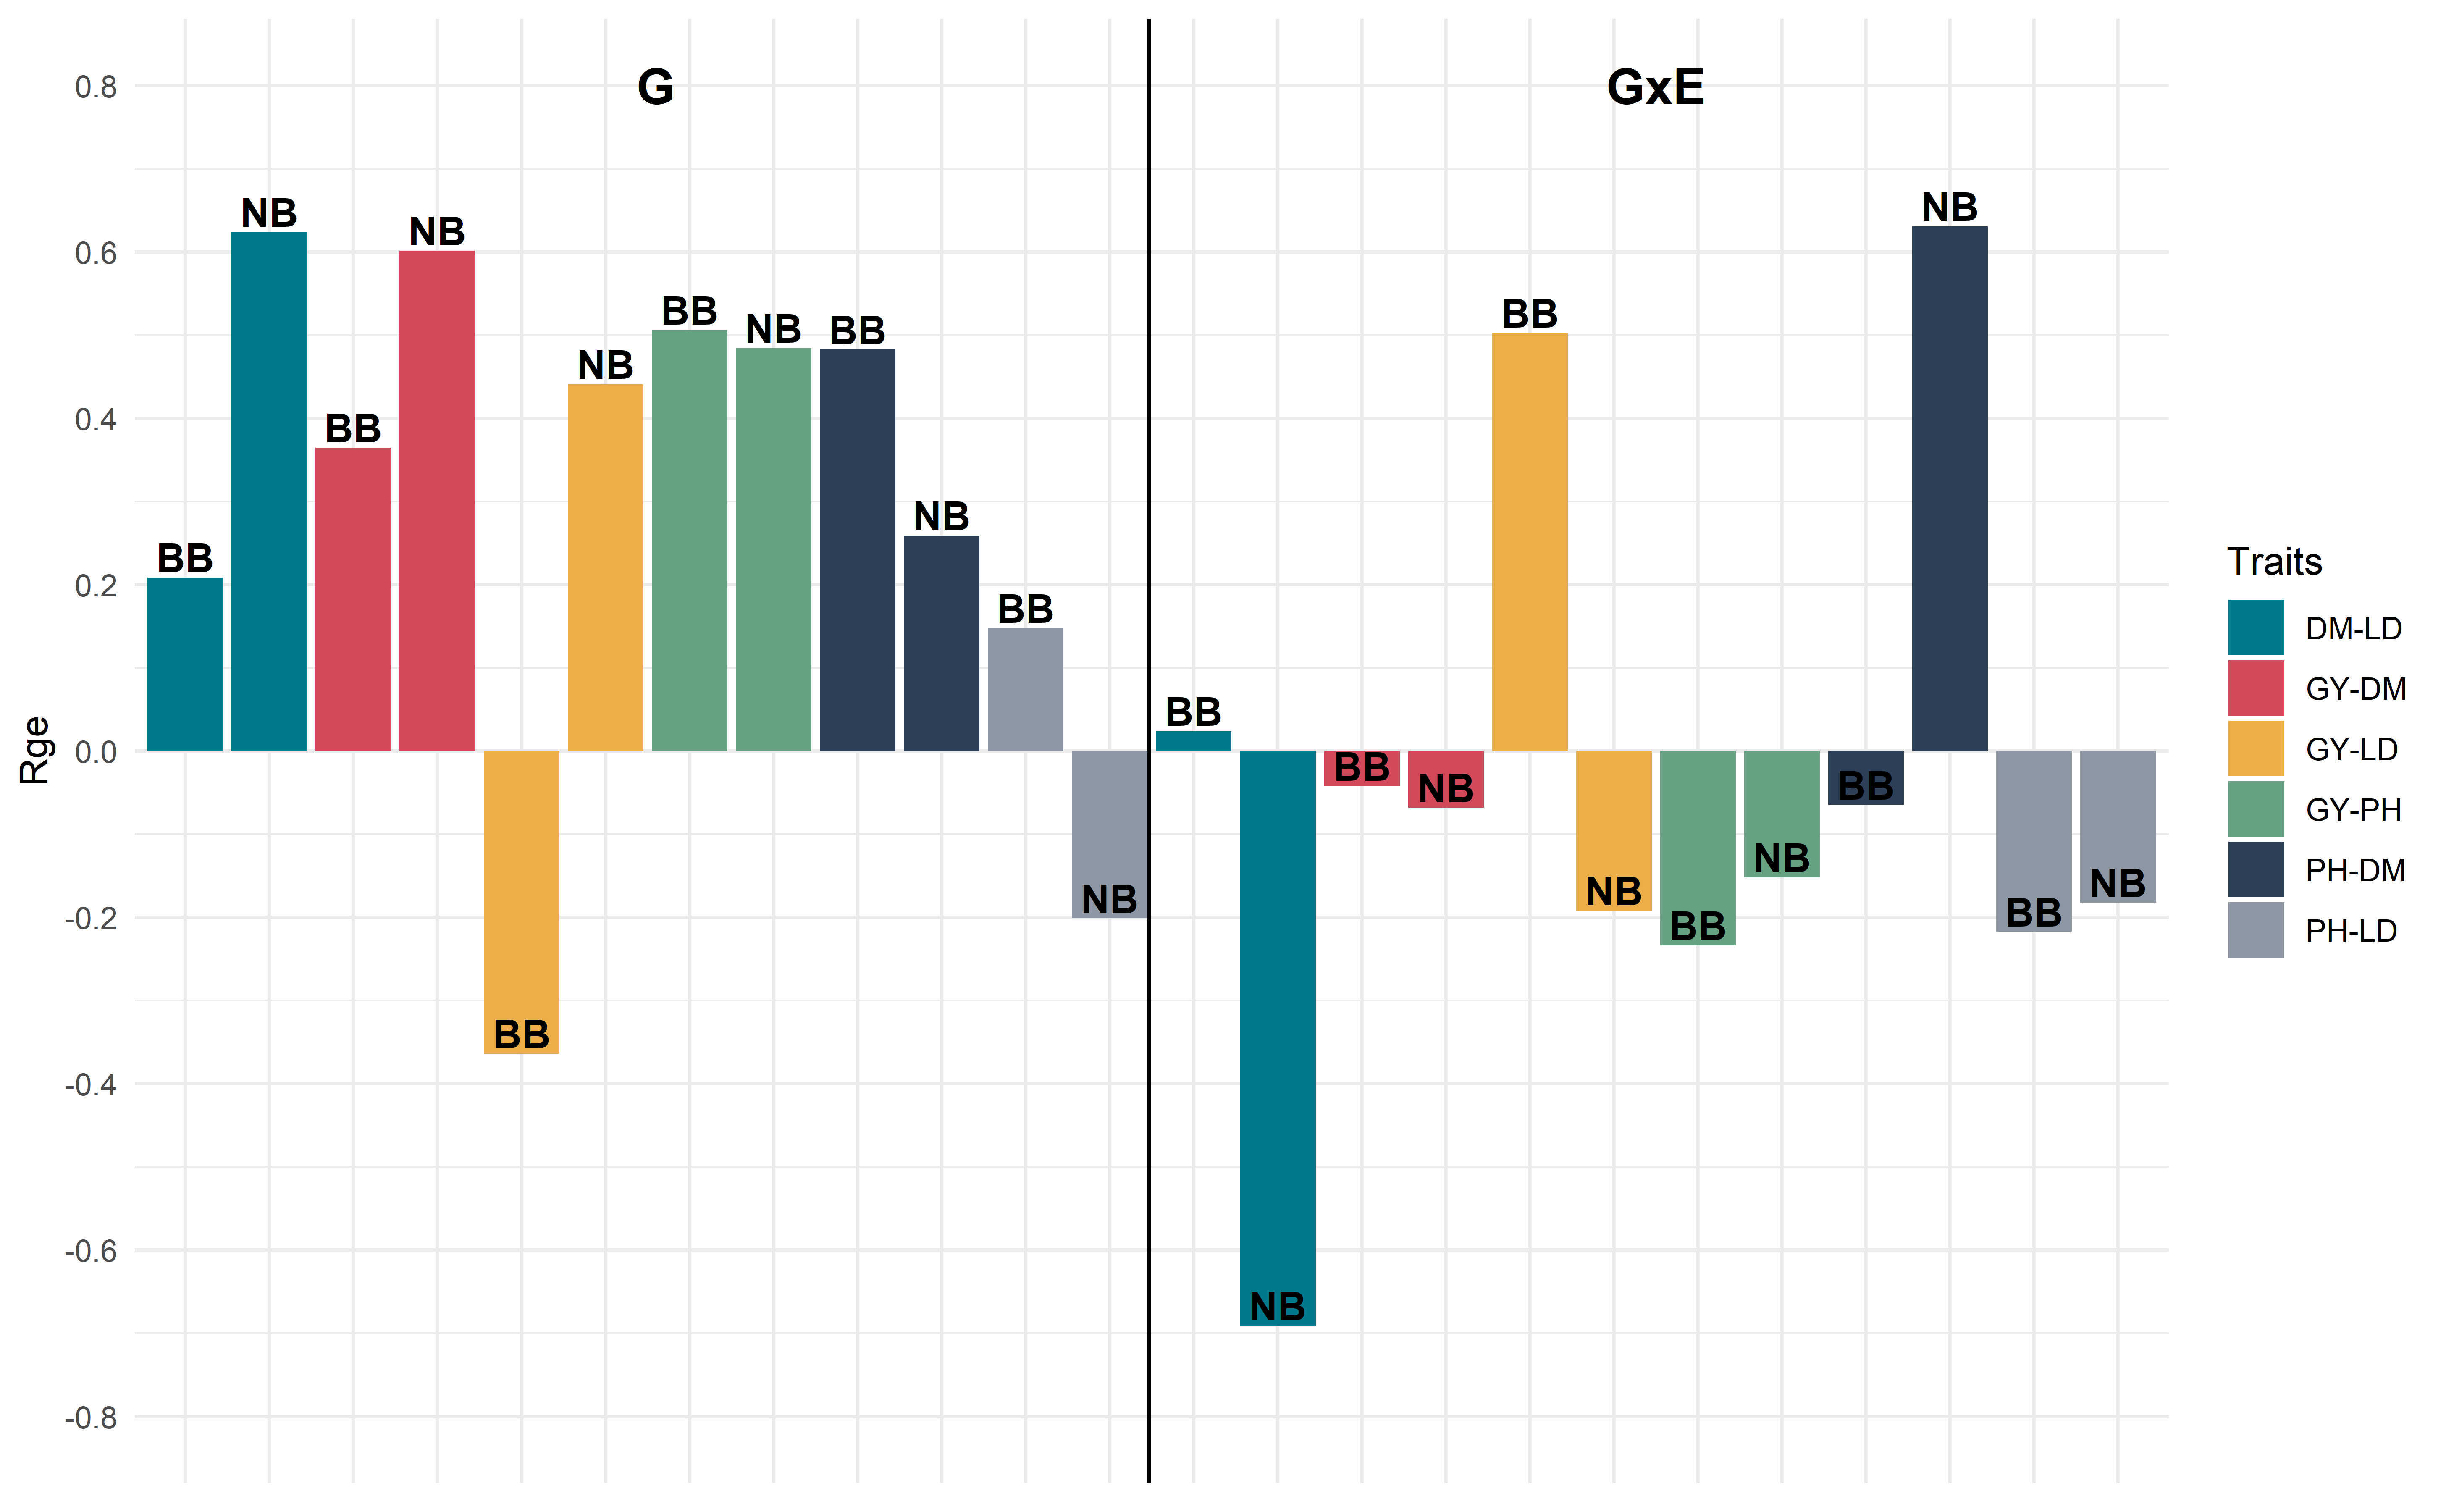 G
GxE
0.8
0.6
0.4
0.2
0.0
-0.2
-0.4
-0.6
-0.8
Rge
BB
NB
BB
NB
BB
NB
BB
NB
BB
NB
BB
NB
BB
NB
BB
NB
BB
NB
BB
NB
BB
NB
BB
NB
Traits
DM-LD
GY-DM
GY-LD
GY-PH
PH-DM
PH-LD